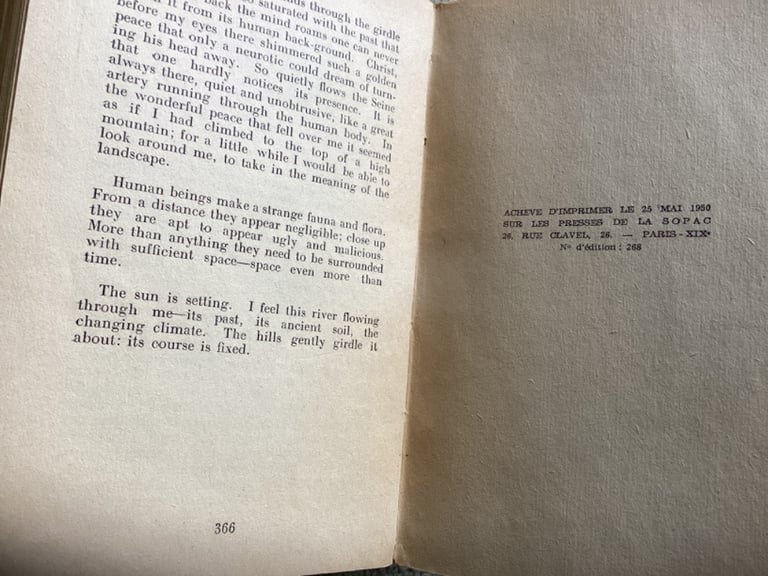 through the girdle
saturated with the past that
back the mind roams one can never
it from its human back-ground. Christ,
before my eyes there shimmered such a golden
peace that only a neurotic could dream of turn-
ing his head away. So quietly flows the Seine
that one hardly notices its presence. It is
always there, quiet and unobtrusive, like a great
artery running through the human body. In
the wonderful peace that fell over me it seemed
as if I had climbed to the top of a high
mountain; for a little while I would be able to
look around me, to take in the meaning of the
landscape.
Human beings make a strange fauna and flora.
From a distance they appear negligible; close up
they are apt to appear ugly and malicious.
More than anything they need to be surrounded
with sufficient space—space even more than
time.
The sun is setting. I feel this river flowing
through me—its past, its ancient soil, the
changing climate. The hills gently girdle it
about: its course is fixed.
366
ACHEVE D'IMPRIMER LE 25 MAI 1950
SUR LES PRESSES DE LA SOPAC
26, RUE CLAVEL, 26. — PARIS-XIXe
No d'édition : 268